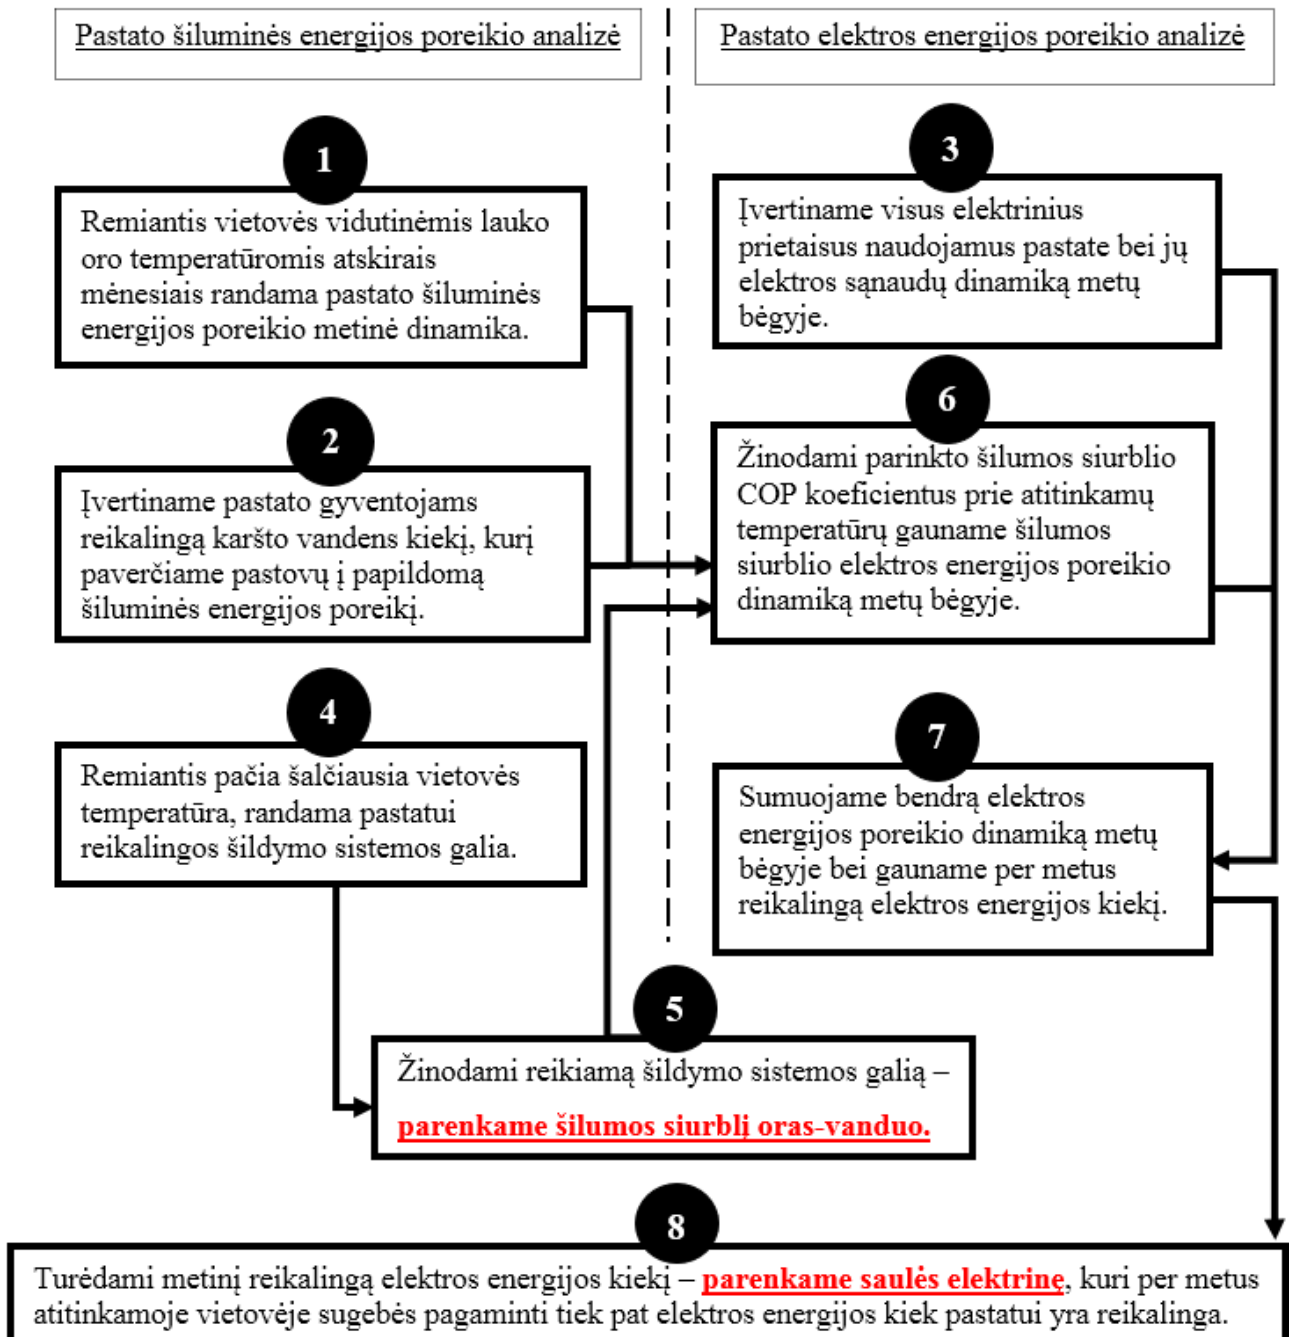 Pastato šiluminės energijos poreikio analizė
Pastato elektros energijos poreikio analizė
1
Remiantis vietovės vidutinėmis lauko
oro temperatūromis atskirais
mėnesiais randama pastato šiluminės
energijos poreikio metinė dinamika.
2
Įvertiname pastato gyventojams
reikalingą karšto vandens kiekį, kurį
paverčiame pastovų į papildomą
šiluminės energijos poreikį.
3
Įvertiname visus elektrinius
prietaisus naudojamus pastate bei jų
elektros sąnaudų dinamiką metų
bėgyje.
4
Remiantis pačia šalčiausia vietovės
temperatūra, randama pastatui
reikalingos šildymo sistemos galia.
5
Žinodami reikiamą šildymo sistemos galią –
parenkame šilumos siurblį oras-vanduo.
6
Žinodami parinkto šilumos siurblio
COP koeficientus prie atitinkamų
temperatūrų gauname šilumos
siurblio elektros energijos poreikio
dinamiką metų bėgyje.
7
Sumuojame bendrą elektros
energijos poreikio dinamiką metų
bėgyje bei gauname per metus
reikalingą elektros energijos kiekį.
8
Turėdami metinį reikalingą elektros energijos kiekį – parenkame saulės elektrinę, kuri per metus
atitinkamoje vietovėje sugebės pagaminti tiek pat elektros energijos kiek pastatui yra reikalinga.